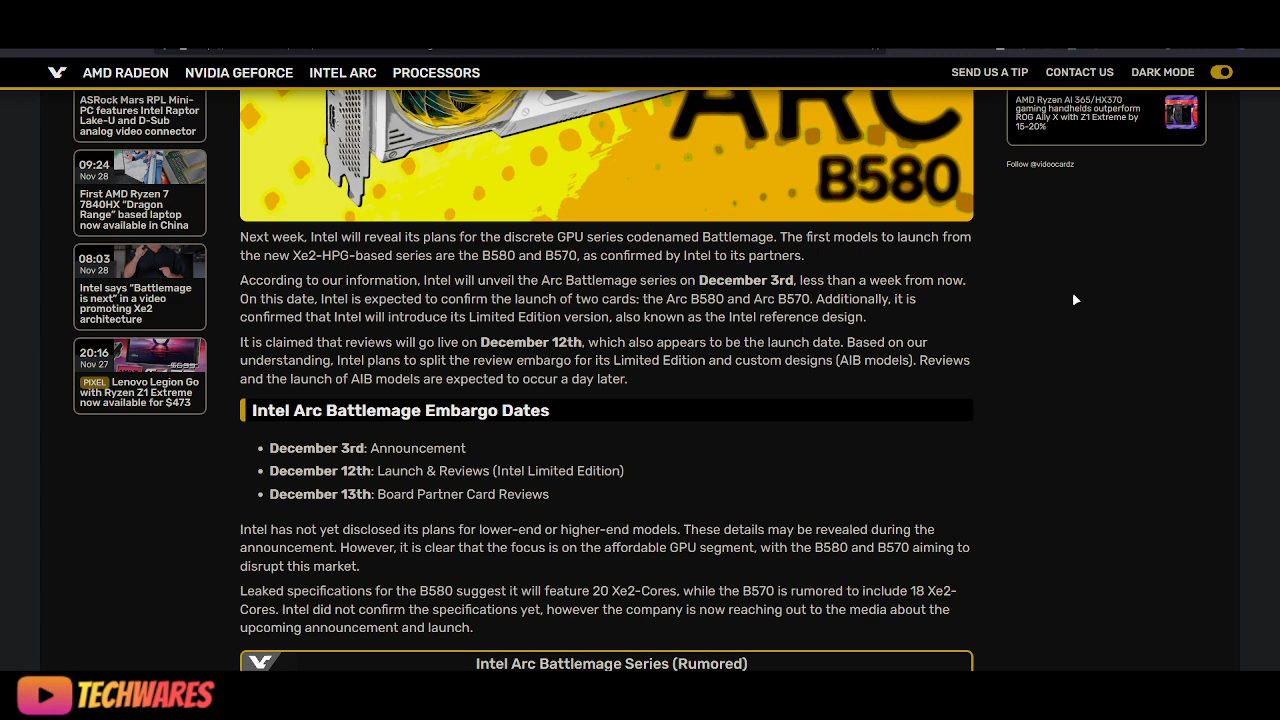 AMD RADEON NVIDIA GEFORCE INTEL ARC PROCESSORS SEND US A TIP CONTACT US DARK MODE
ASRock Mars RPL Mini-
PC features Intel Raptor
Lake-U and D-Sub
analog video connector
09:24
Nov 28
First AMD Ryzen 7
7840HX “Dragon
Range” based laptop
now available in China
08:03
Nov 28
Intel says “Battlemage
is next” in a video
promoting Xe2
architecture
20:16
Nov 27
PIXEL Lenovo Legion Go
with Ryzen Z1 Extreme
now available for $473
ARC
B580
Next week, Intel will reveal its plans for the discrete GPU series codenamed Battlemage. The first models to launch from
the new Xe2-HPG-based series are the B580 and B570, as confirmed by Intel to its partners.
According to our information, Intel will unveil the Arc Battlemage series on December 3rd, less than a week from now.
On this date, Intel is expected to confirm the launch of two cards: the Arc B580 and Arc B570. Additionally, it is
confirmed that Intel will introduce its Limited Edition version, also known as the Intel reference design.
It is claimed that reviews will go live on December 12th, which also appears to be the launch date. Based on our
understanding, Intel plans to split the review embargo for its Limited Edition and custom designs (AIB models). Reviews
and the launch of AIB models are expected to occur a day later.
Intel Arc Battlemage Embargo Dates
• December 3rd: Announcement
• December 12th: Launch & Reviews (Intel Limited Edition)
• December 13th: Board Partner Card Reviews
Intel has not yet disclosed its plans for lower-end or higher-end models. These details may be revealed during the
announcement. However, it is clear that the focus is on the affordable GPU segment, with the B580 and B570 aiming to
disrupt this market.
Leaked specifications for the B580 suggest it will feature 20 Xe2-Cores, while the B570 is rumored to include 18 Xe2-
Cores. Intel did not confirm the specifications yet, however the company is now reaching out to the media about the
upcoming announcement and launch.
Intel Arc Battlemage Series (Rumored)
AMD Ryzen AI 365/HX370
gaming handhelds outperform
ROG Ally X with Z1 Extreme by
15-20%
Follow @videocardz
TECHWARES